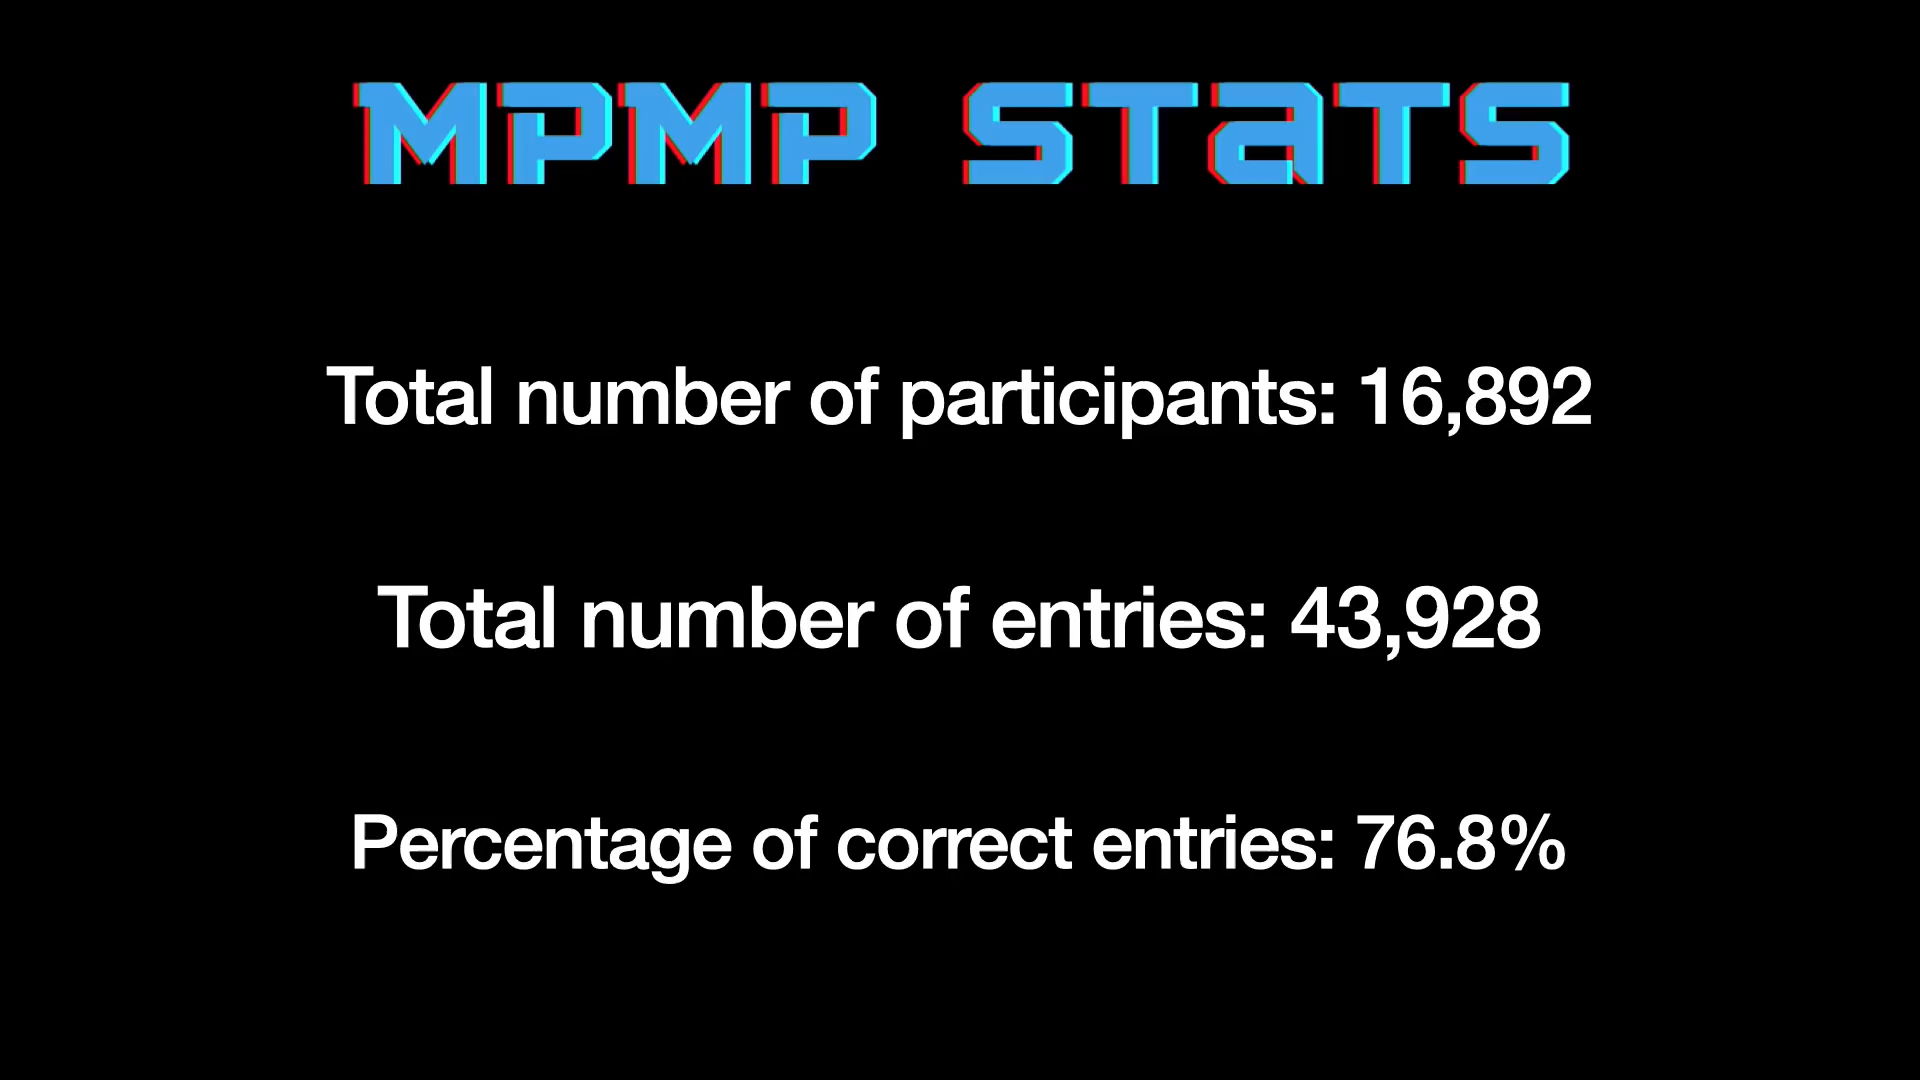 MPMP STaTS
Total number of participants: 16,892
Total number of entries: 43,928
Percentage of correct entries: 76.8%